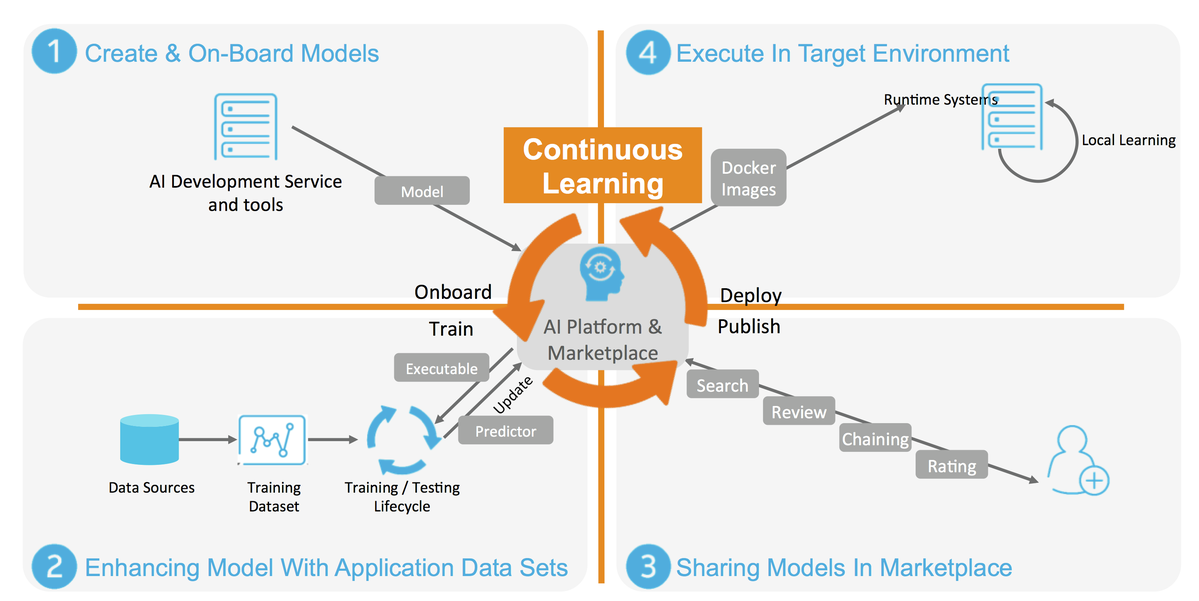 1 Create & On-Board Models
AI Development Service
and tools
Model
4 Execute In Target Environment
Runtime Systems
Local Learning
Docker
Images
Continuous
Learning
Onboard
Deploy
Train
Publish
AI Platform &
Marketplace
Executable
Update
Predictor
Data Sources
Training
Dataset
Training / Testing
Lifecycle
2 Enhancing Model With Application Data Sets
Search
Review
Chaining
Rating
3 Sharing Models In Marketplace